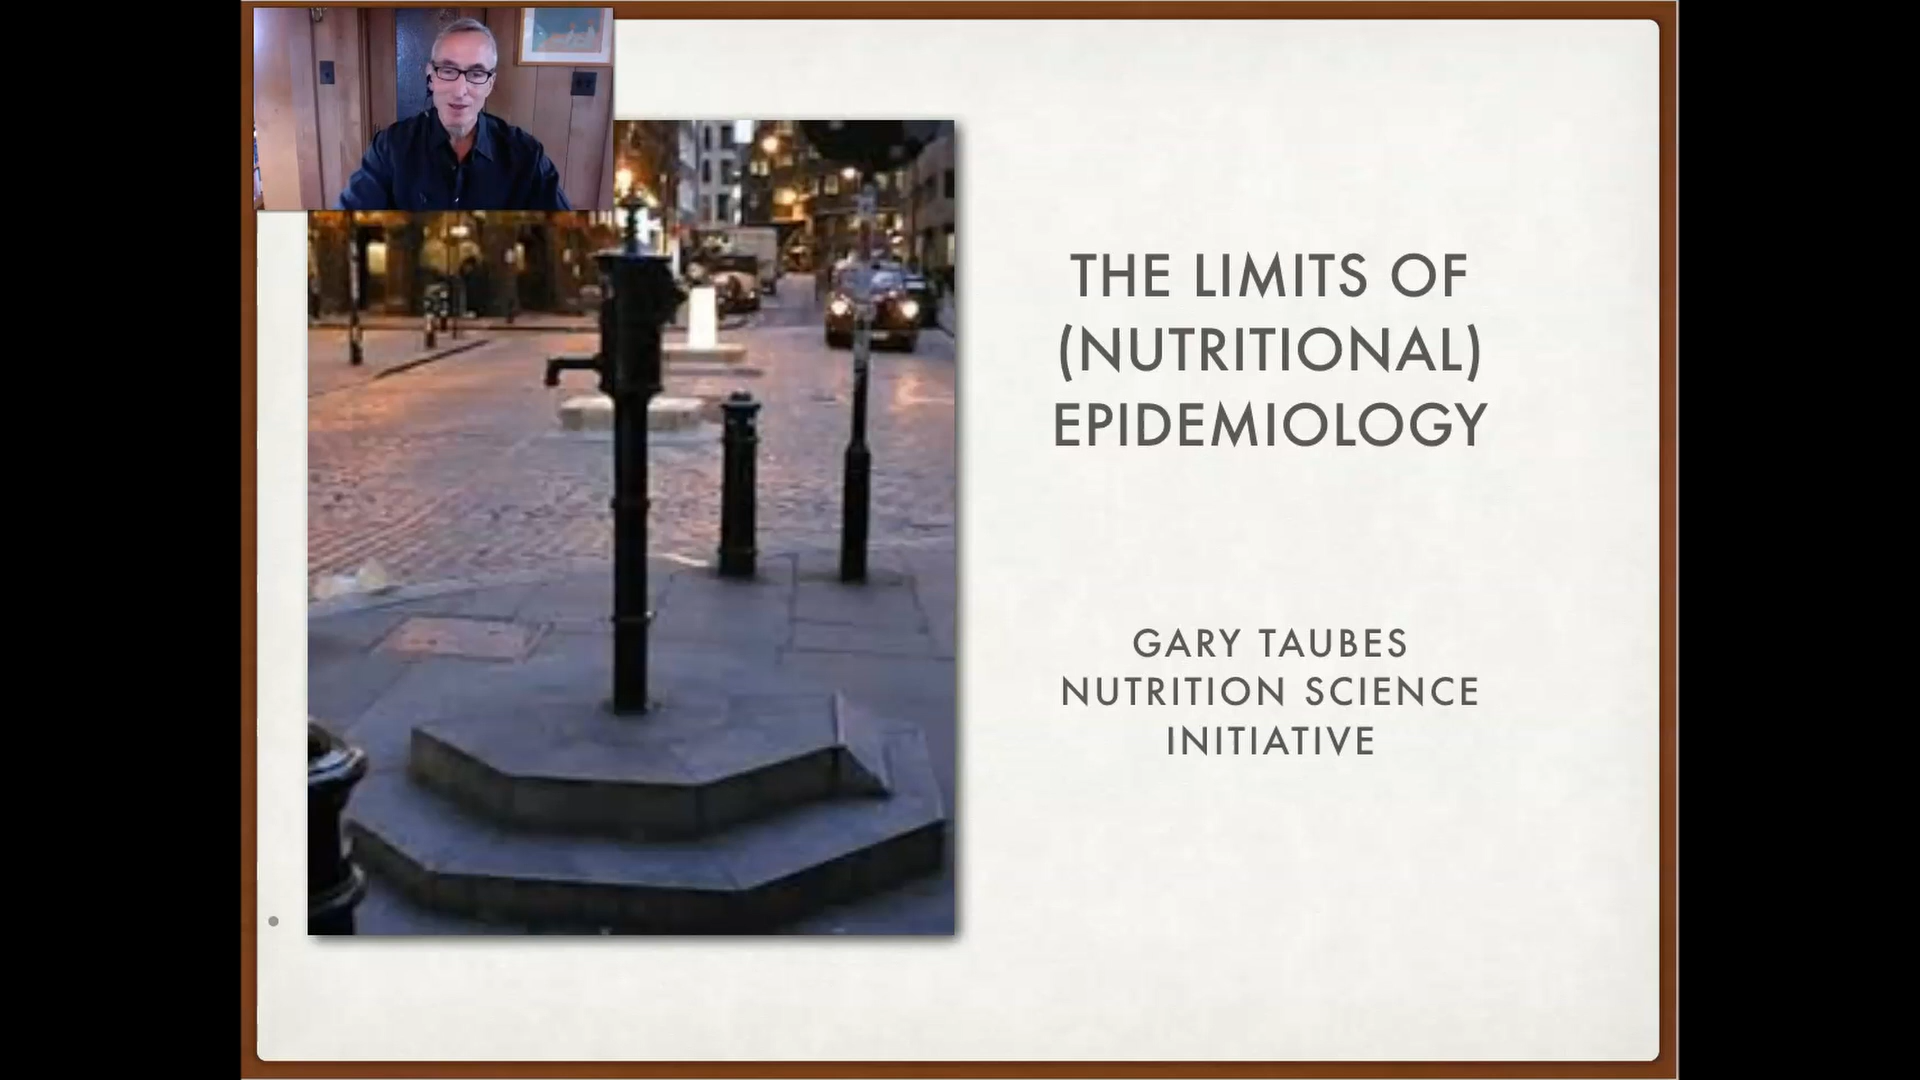 THE LIMITS OF
(NUTRITIONAL)
EPIDEMIOLOGY
GARY TAUBES
NUTRITION SCIENCE
INITIATIVE